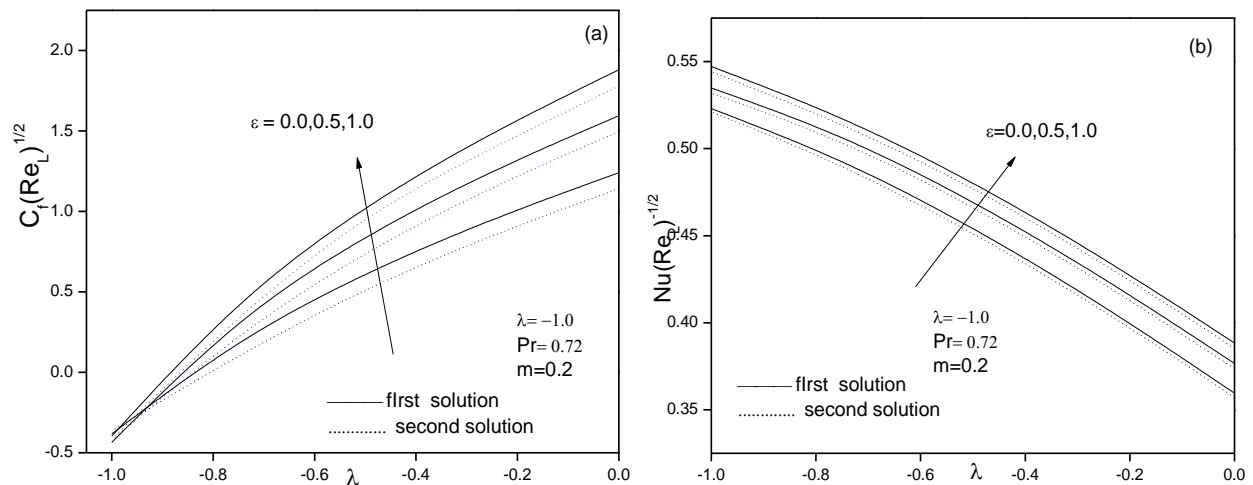 (a)
2.0
1.5
1.0
0.5
0.0
-0.5
C_f(Re_L)^1/2
ε = 0.0,0.5,1.0
λ= −1.0
Pr= 0.72
m=0.2
fIrst solution
second solution
-1.0
-0.8
-0.6
-0.4
-0.2
0.0
λ
(b)
0.55
0.50
0.45
0.40
0.35
Nu(Re_)^-1/2
ε=0.0,0.5,1.0
λ= −1.0
Pr= 0.72
m=0.2
fIrst solution
second solution
-1.0
-0.8
-0.6
-0.4
-0.2
0.0
λ